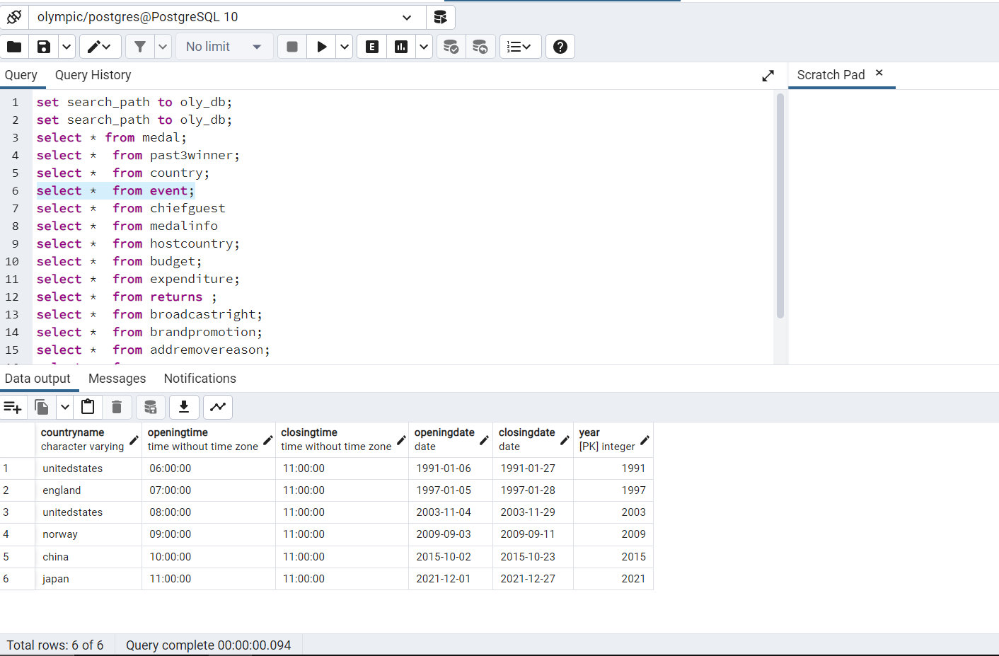 olympic/postgres@PostgreSQL 10
No limit E
Query Query History Scratch Pad ×
1 set search_path to oly_db;
2 set search_path to oly_db;
3 select * from medal;
4 select *  from past3winner;
5 select *  from country;
6 select *  from event;
7 select *  from chiefguest
8 select *  from medalinfo
9 select *  from hostcountry;
10 select *  from budget;
11 select *  from expenditure;
12 select *  from returns ;
13 select *  from broadcastright;
14 select *  from brandpromotion;
15 select *  from addremovereason;
Data output Messages Notifications
countryname openingtime closingtime openingdate closingdate year
character varying time without time zone time without time zone date date [PK] integer
1 unitedstates 06:00:00 11:00:00 1991-01-06 1991-01-27 1991
2 england 07:00:00 11:00:00 1997-01-05 1997-01-28 1997
3 unitedstates 08:00:00 11:00:00 2003-11-04 2003-11-29 2003
4 norway 09:00:00 11:00:00 2009-09-03 2009-09-11 2009
5 china 10:00:00 11:00:00 2015-10-02 2015-10-23 2015
6 japan 11:00:00 11:00:00 2021-12-01 2021-12-27 2021
Total rows: 6 of 6 Query complete 00:00:00.094